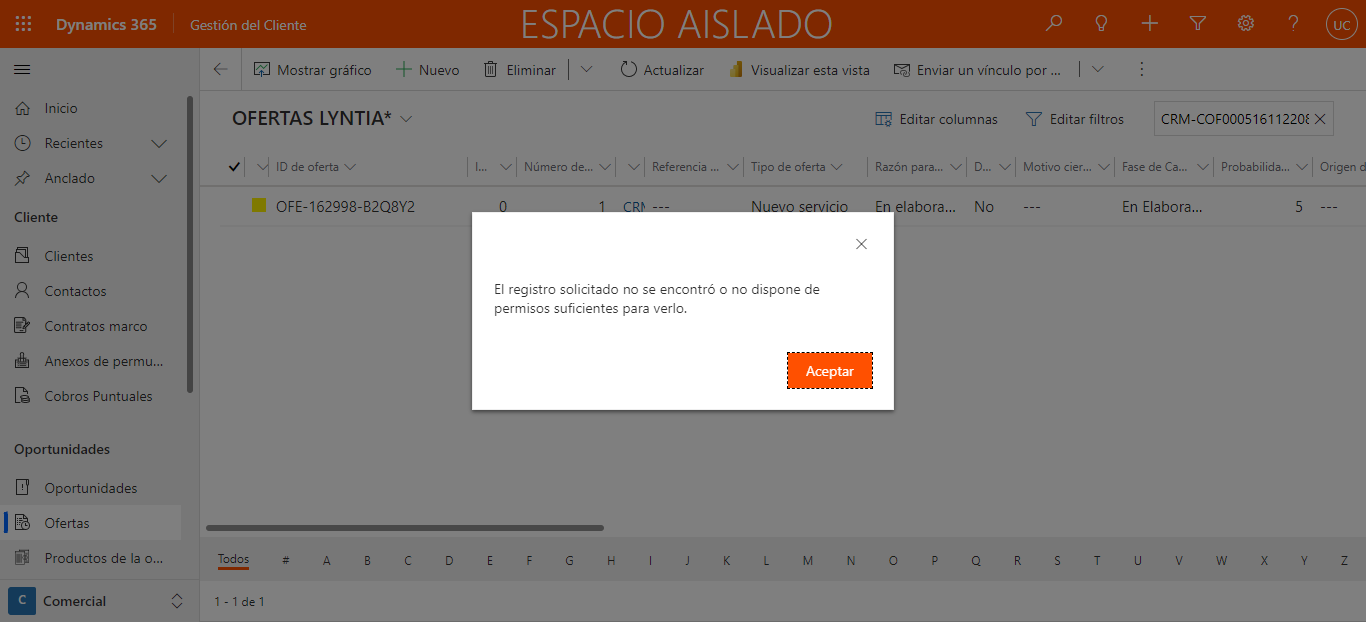 Dynamics 365
Gestión del Cliente
ESPACIO AISLADO
UC
Mostrar gráfico
Nuevo
Eliminar
Actualizar
Visualizar esta vista
Enviar un vínculo por ...
Inicio
Recientes
Anclado
Cliente
Clientes
Contactos
Contratos marco
Anexos de permu...
Cobros Puntuales
Oportunidades
Oportunidades
Ofertas
Productos de la o...
C Comercial
OFERTAS LYNTIA*
Editar columnas
Editar filtros
CRM-COF000516112208
ID de oferta I... Número de... Referencia ... Tipo de oferta Razón para... D... Motivo cier... Fase de Ca... Probabilida... Origen d
OFE-162998-B2Q8Y2 0 1 CRM --- Nuevo servicio En elabora... No --- En Elabora... 5 ---
El registro solicitado no se encontró o no dispone de
permisos suficientes para verlo.
Aceptar
Todos # A B C D E F G H I J K L M N O P Q R S T U V W X Y Z
1 - 1 de 1